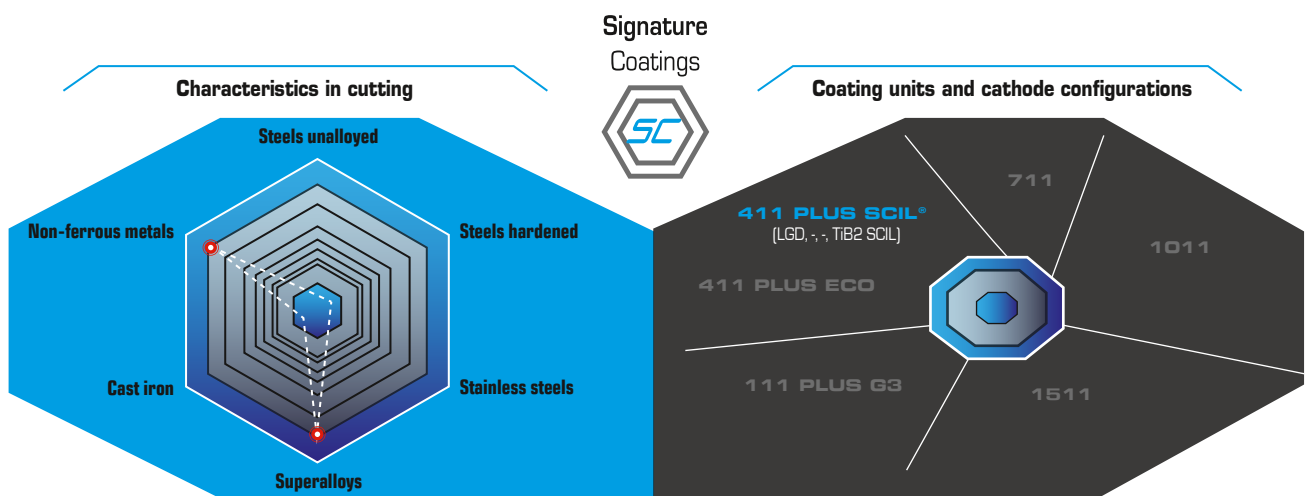 Signature
Coatings
SC
Characteristics in cutting
Steels unalloyed
Non-ferrous metals
Steels hardened
Cast iron
Stainless steels
Superalloys
Coating units and cathode configurations
711
411 PLUS SCIL®
(LGD, -, -, TiB2 SCIL)
1011
411 PLUS ECO
111 PLUS G3
1511